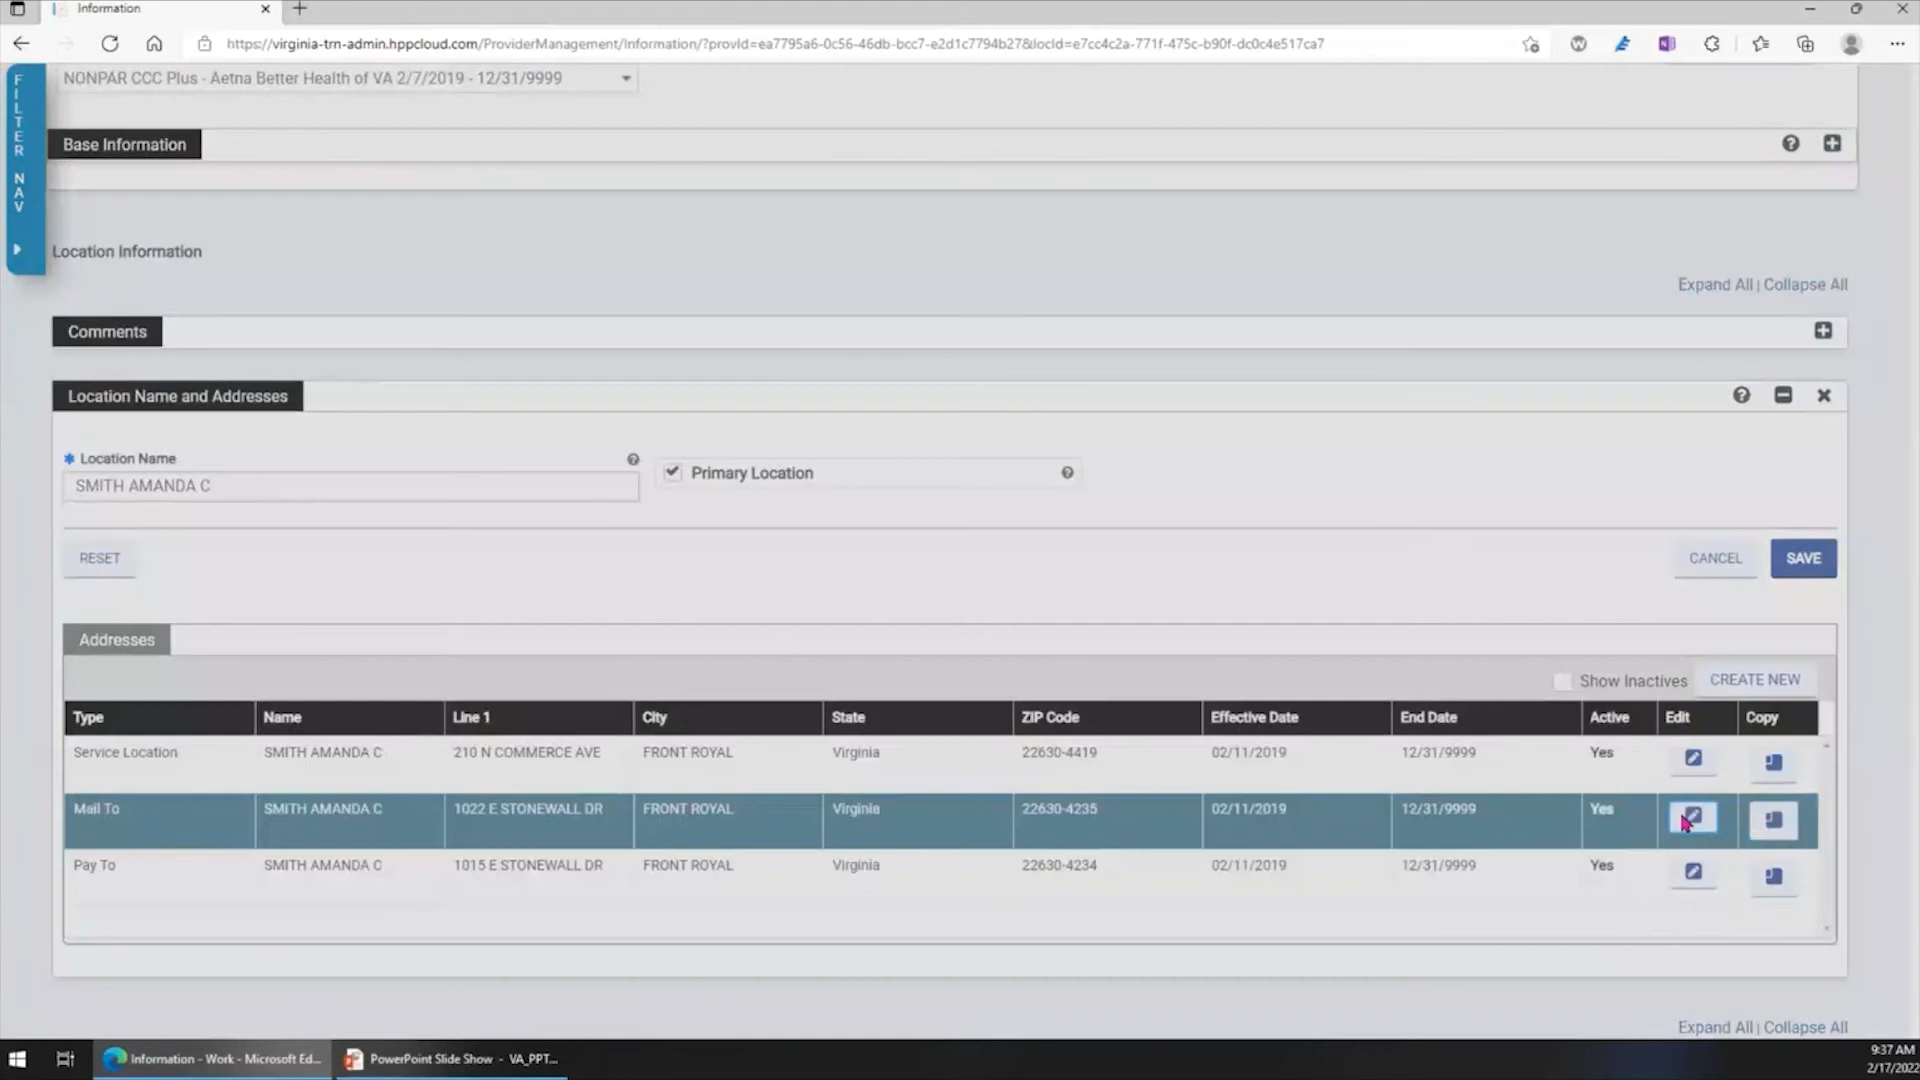 Information
https://virginia-trn-admin.hppcloud.com/ProviderManagement/Information/?provId=ea7795a6-0c56-46db-bcc7-e2d1c7794b27&locId=e7cc4c2a-771f-475c-b90f-dc0c4e517ca7
FILTER NAV
NONPAR CCC Plus - Aetna Better Health of VA 2/7/2019 - 12/31/9999
Base Information
Location Information
Expand All | Collapse All
Comments
Location Name and Addresses
* Location Name
Primary Location
SMITH AMANDA C
RESET CANCEL SAVE
Addresses
Show Inactives CREATE NEW
Type Name Line 1 City State ZIP Code Effective Date End Date Active Edit Copy
Service Location SMITH AMANDA C 210 N COMMERCE AVE FRONT ROYAL Virginia 22630-4419 02/11/2019 12/31/9999 Yes
Mail To SMITH AMANDA C 1022 E STONEWALL DR FRONT ROYAL Virginia 22630-4235 02/11/2019 12/31/9999 Yes
Pay To SMITH AMANDA C 1015 E STONEWALL DR FRONT ROYAL Virginia 22630-4234 02/11/2019 12/31/9999 Yes
Expand All | Collapse All
Information - Work - Microsoft Ed...
PowerPoint Slide Show - VA_PPT...
9:37 AM
2/17/2022